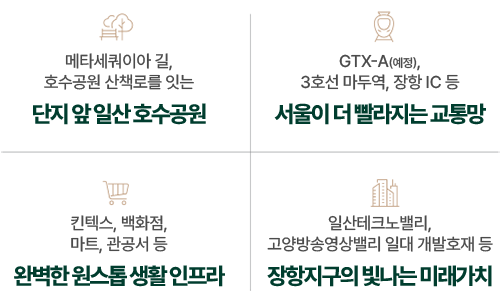 메타세쿼이아 길,
호수공원 산책로를 잇는
단지 앞 일산 호수공원
GTX-A(예정),
3호선 마두역, 장항 IC 등
서울이 더 빨라지는 교통망
킨텍스, 백화점,
마트, 관공서 등
완벽한 원스톱 생활 인프라
일산테크노밸리,
고양방송영상밸리 일대 개발호재 등
장항지구의 빛나는 미래가치